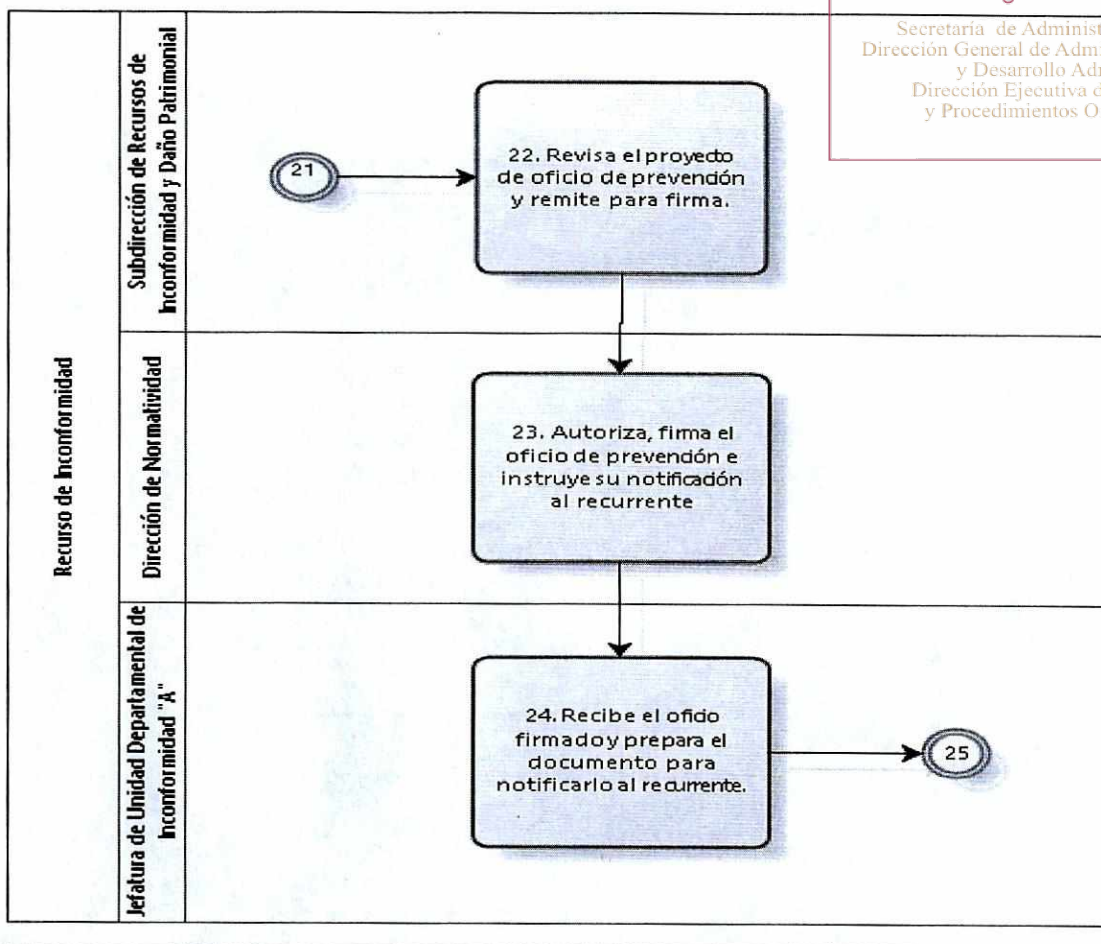 Secretaría de Administ
Dirección General de Admi
y Desarrollo Adm
Dirección Ejecutiva d
y Procedimientos O
Recurso de Inconformidad
Subdirección de Recursos de
Inconformidad y Daño Patrimonial
21
22. Revisa el proyecto
de oficio de prevención
y remite para firma.
Dirección de Normatividad
23. Autoriza, firma el
oficio de prevención e
instruye su notificación
al recurrente
Jefatura de Unidad Departamental de
Inconformidad "A"
24. Recibe el oficio
firmado y prepara el
documento para
notificarlo al recurrente.
25